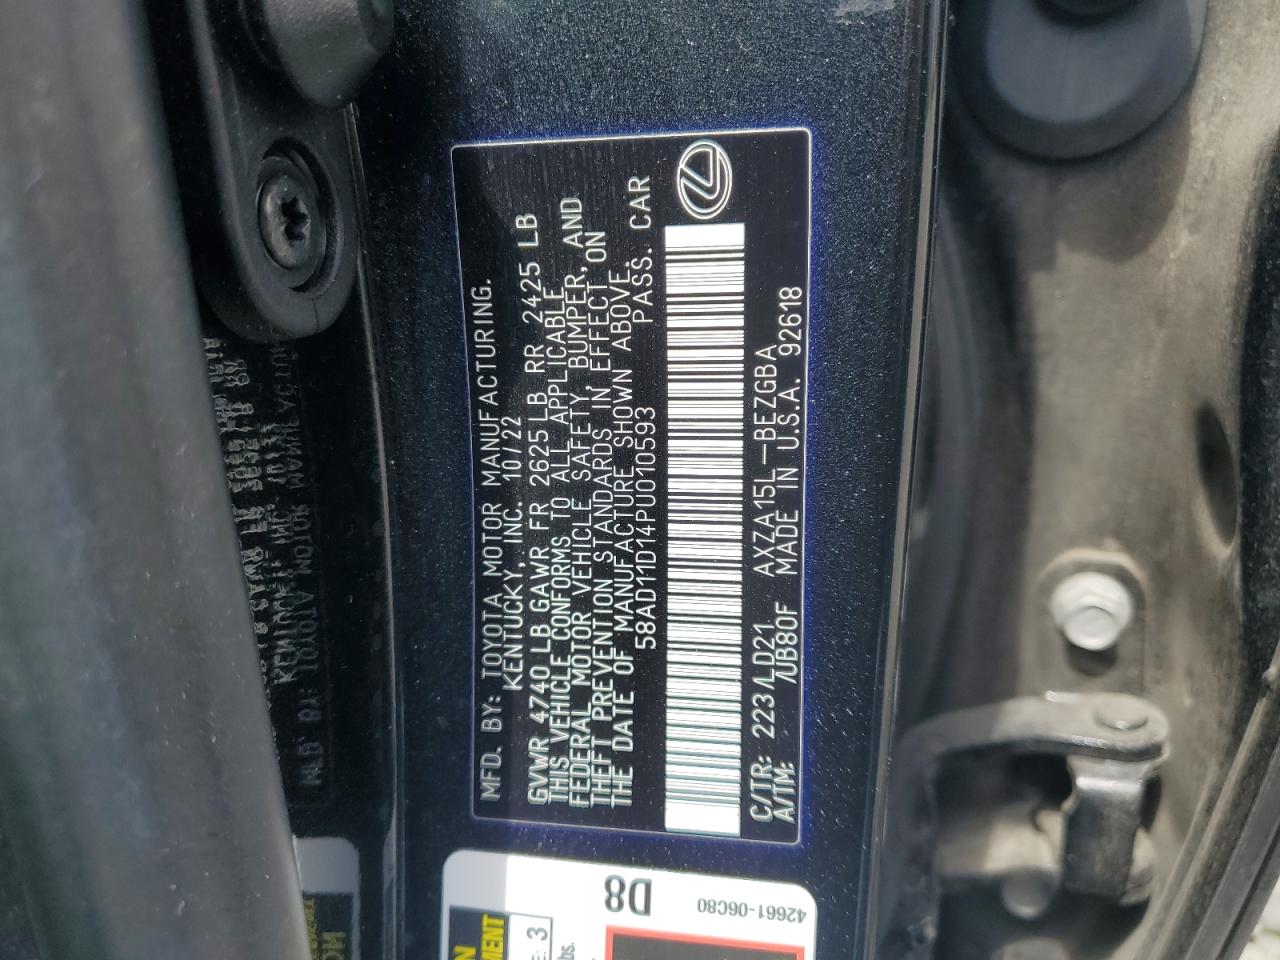 MFD. BY: TOYOTA MOTOR MANUFACTURING.
KENTUCKY, INC. 10/22
GVWR 4740 LB GAWR FR 2625 LB RR 2425 LB
THIS VEHICLE CONFORMS TO ALL APPLICABLE
FEDERAL MOTOR VEHICLE SAFETY, BUMPER, AND
THEFT PREVENTION STANDARDS IN EFFECT ON
THE DATE OF MANUFACTURE SHOWN ABOVE.
58AD11D14PU010593 PASS. CAR
C/TR: 223/LD21 AXZA15L-BEZGBA
A/TM: /UB80F MADE IN U.S.A. 92618
D8
42661-06C80
3